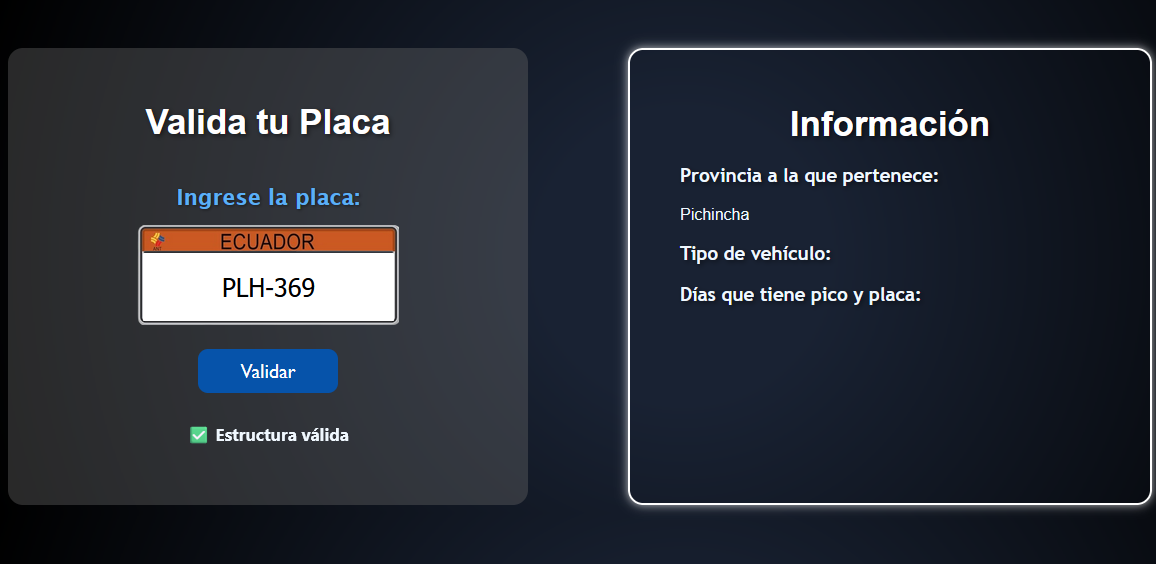 Valida tu Placa
Ingrese la placa:
ECUADOR
PLH-369
Validar
Estructura válida
Información
Provincia a la que pertenece:
Pichincha
Tipo de vehículo:
Días que tiene pico y placa: